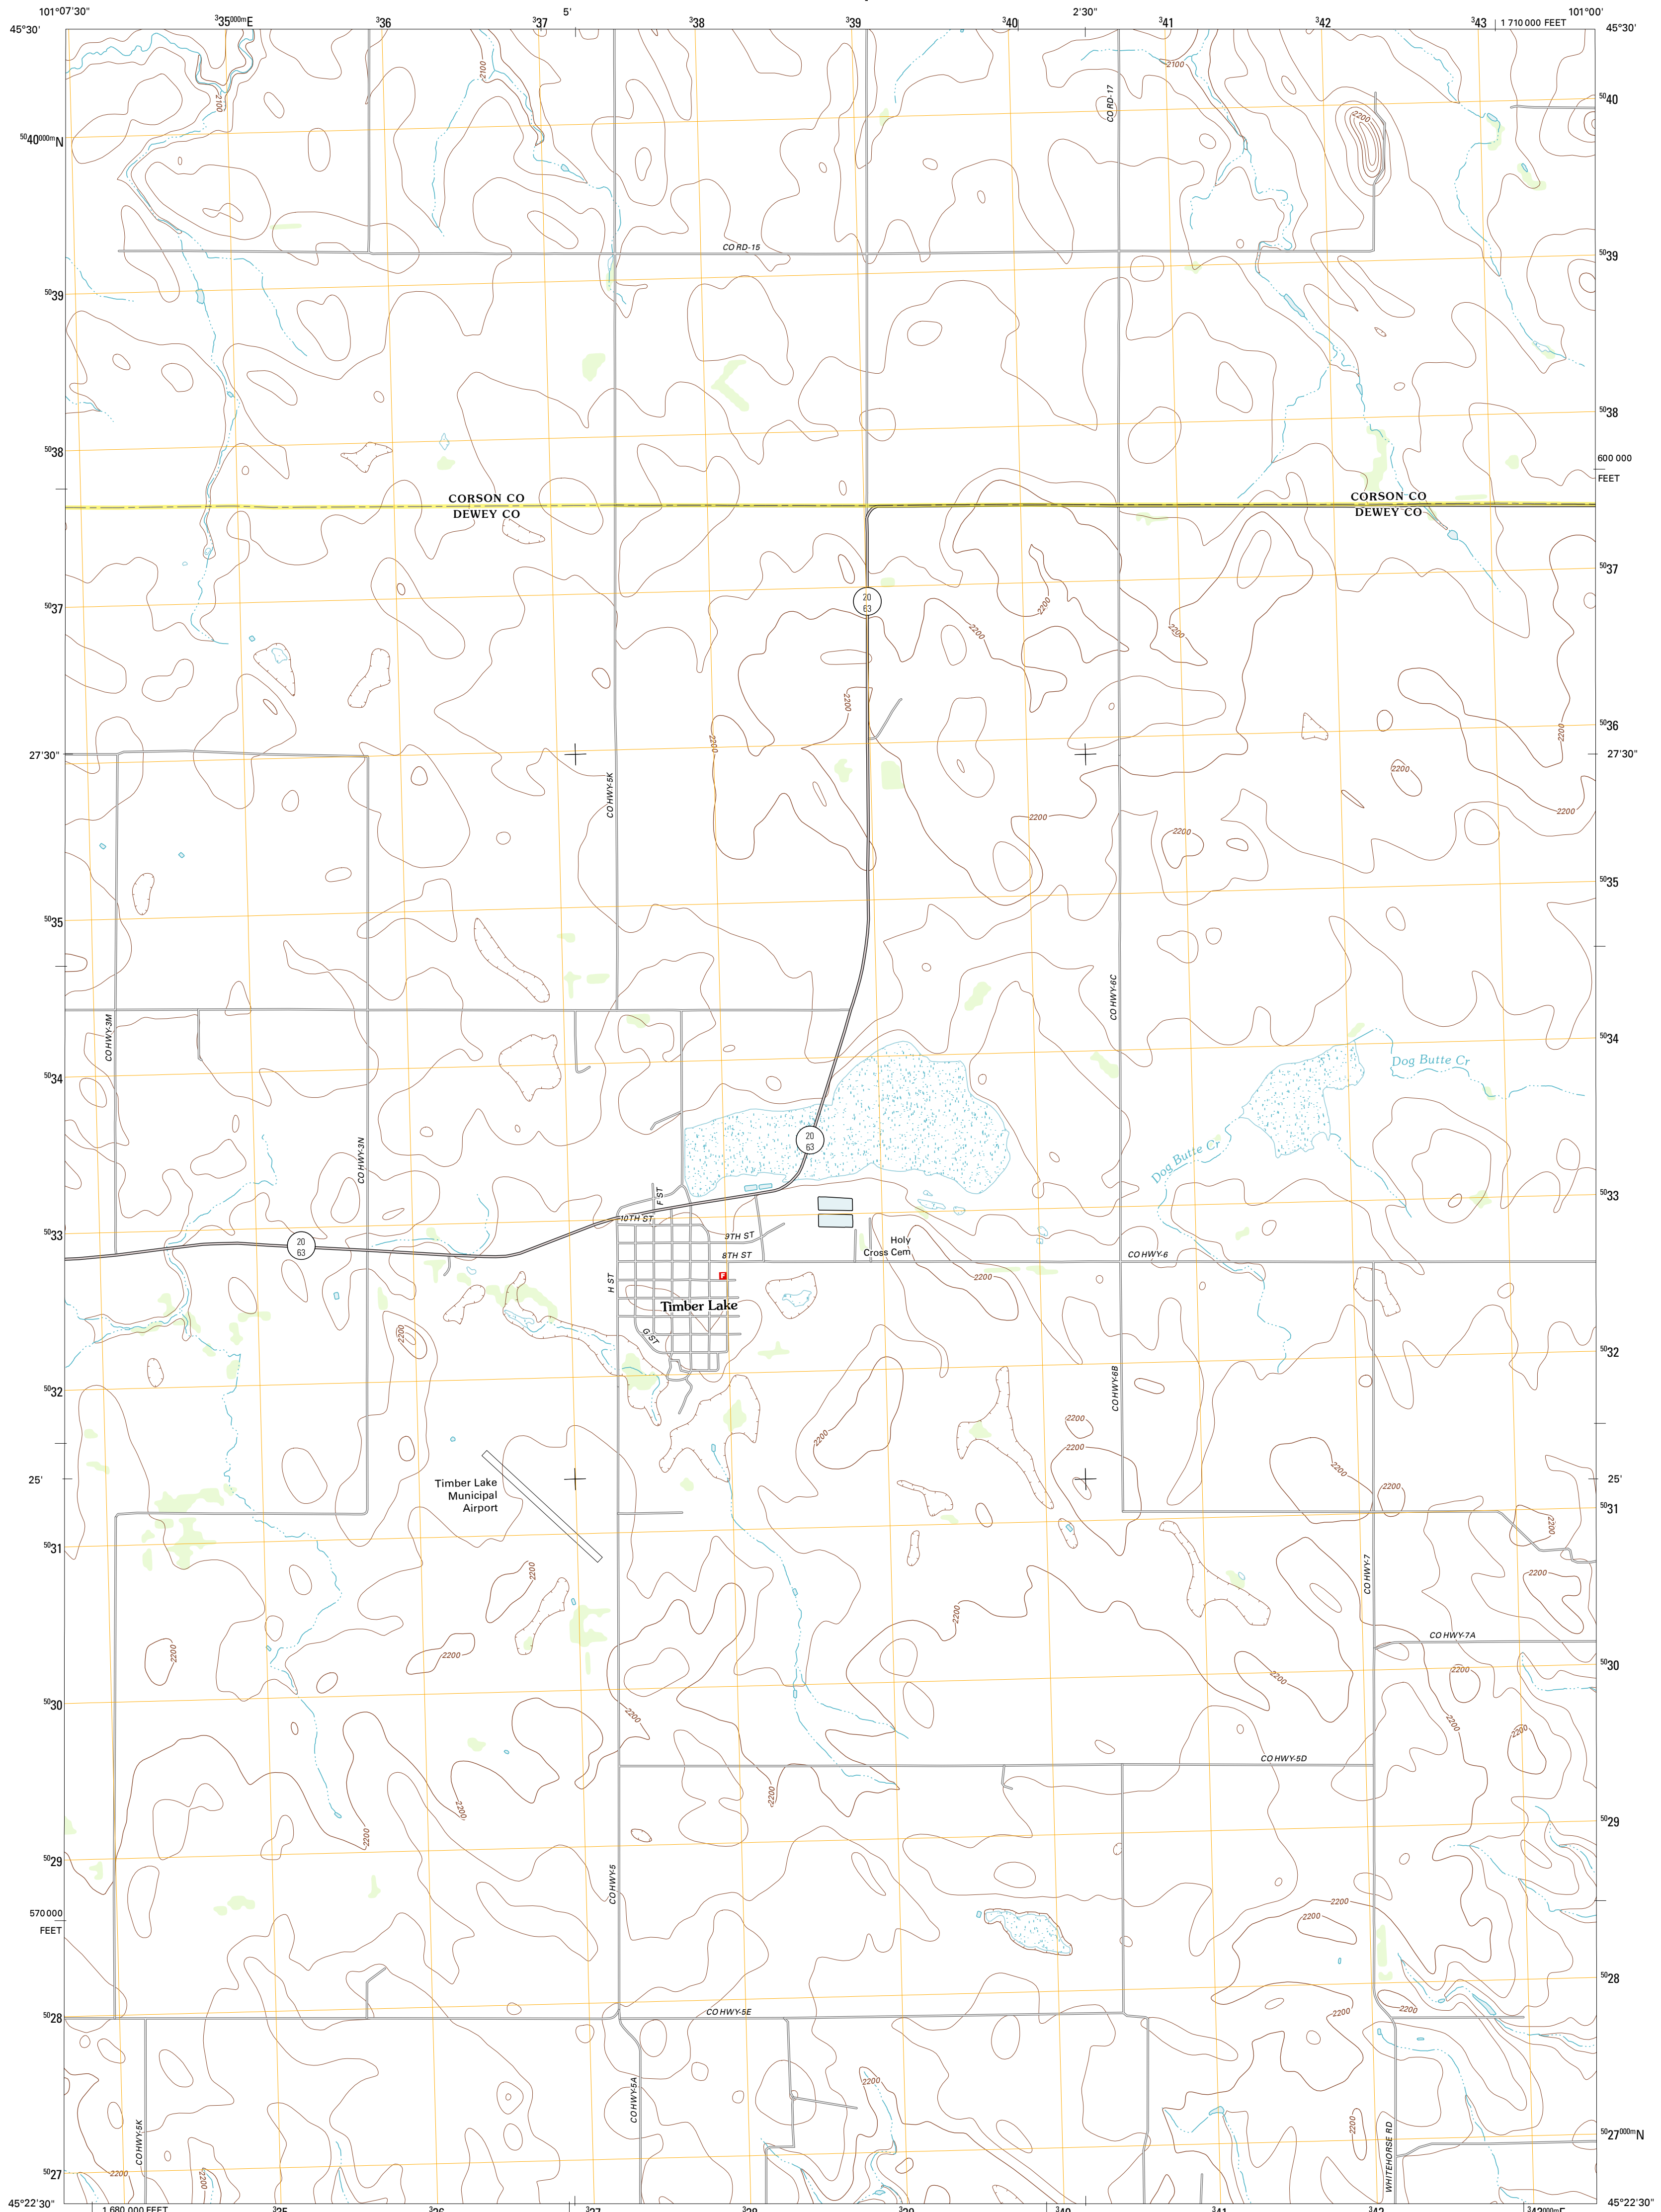 101°07'30"
³35⁰⁰⁰ᵐE
³36
³37
5'
³38
³39
³40
2'30"
³41
³42
³43
1 710 000 FEET
101°00'
45°30'
45°30'
2100
2100
CO RD-17
2100
2200
⁵⁰40
⁵⁰40⁰⁰⁰ᵐN
CO RD-15
⁵⁰39
⁵⁰39
⁵⁰38
⁵⁰38
600 000
FEET
CORSON CO
DEWEY CO
CORSON CO
DEWEY CO
⁵⁰37
⁵⁰37
20
63
2200
2200
2200
2200
2200
2200
⁵⁰36
27'30"
27'30"
CO HWY-5K
2200
2200
2200
2200
⁵⁰35
⁵⁰35
CO HWY-6C
CO HWY-3M
⁵⁰34
⁵⁰34
Dog Butte Cr
20
63
CO HWY-3N
Dog Butte Cr
⁵⁰33
⁵⁰33
F ST
10TH ST
9TH ST
8TH ST
20
63
Holy
Cross Cem
CO HWY-6
2200
H ST
F
Timber Lake
G ST
2200
⁵⁰32
⁵⁰32
CO HWY-6B
2200
2200
2200
2200
2200
25'
25'
Timber Lake
Municipal
Airport
⁵⁰31
⁵⁰31
2200
2200
2200
CO HWY-7
2200
CO HWY-7A
2200
2200
2200
2200
⁵⁰30
⁵⁰30
2200
2200
2200
CO HWY-5D
2200
2200
2200
⁵⁰29
⁵⁰29
CO HWY-5
2200
2200
570 000
FEET
⁵⁰28
⁵⁰28
CO HWY-5E
2200
2200
2200
CO HWY-5A
CO HWY-5K
2200
WHITEHORSE RD
⁵⁰27⁰⁰⁰ᵐN
⁵⁰27
2200
2200
45°22'30"
45°22'30"
1 680 000 FEET